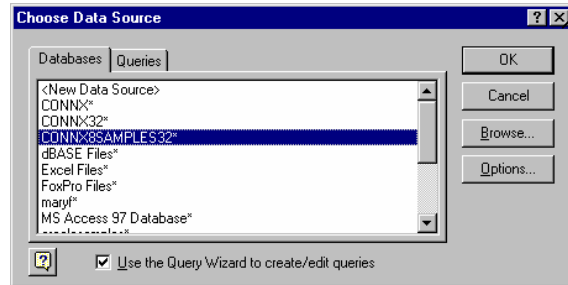 Choose Data Source
Databases
Queries
<New Data Source>
CONNX*
CONNX32*
CONNX8SAMPLES32*
dBASE Files*
Excel Files*
FoxPro Files*
maryf*
MS Access 97 Database*
OK
Cancel
Browse...
Options...
Use the Query Wizard to create/edit queries